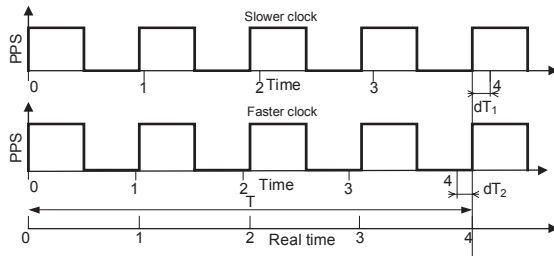 Slower clock
PPS
0 1 2 Time 3 4
dT₁
Faster clock
PPS
0 1 2 Time 3 4 dT₂
T
0 1 2 Real time 3 4